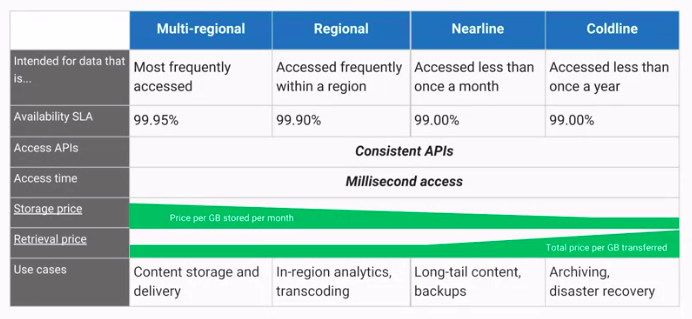 Multi-regional Regional Nearline Coldline
Intended for data that is... Most frequently accessed Accessed frequently within a region Accessed less than once a month Accessed less than once a year
Availability SLA 99.95% 99.90% 99.00% 99.00%
Access APIs Consistent APIs
Access time Millisecond access
Storage price Price per GB stored per month
Retrieval price Total price per GB transferred
Use cases Content storage and delivery In-region analytics, transcoding Long-tail content, backups Archiving, disaster recovery